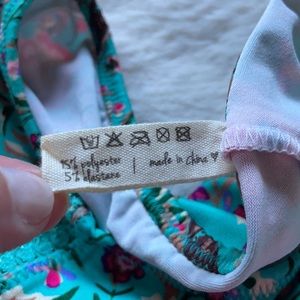 95% polyester
5% elastane
made in China ♥